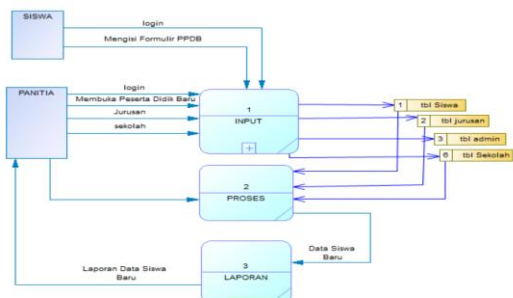 SISWA
login
Mengisi Formulir PPDB
PANITIA
login
Membuka Peserta Didik Baru
Jurusan
sekolah
1
INPUT
1 tbl Siswa
2 tbl jurusan
3 tbl admin
6 tbl Sekolah
2
PROSES
Data Siswa
Baru
3
LAPORAN
Laporan Data Siswa
Baru